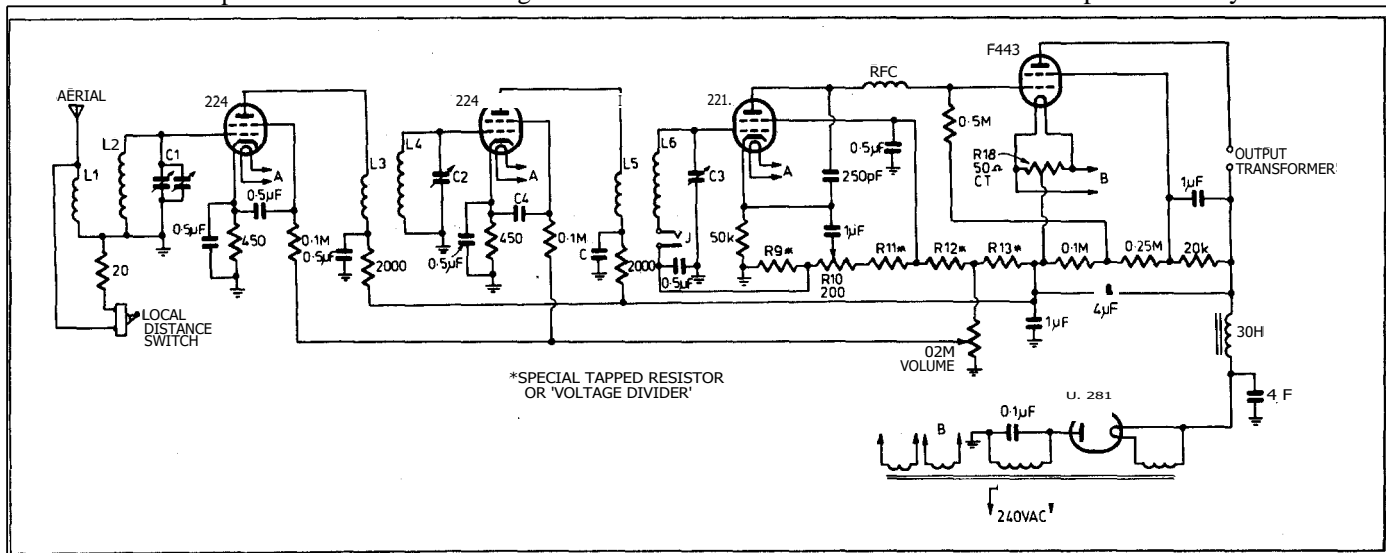 F443
AERIAL
224
224
221.
RFC
L1
L2
C1
A
0·5μF
0·5μF
450
20
LOCAL
DISTANCE
SWITCH
0·1M
0·5μF
L3
2000
L4
C2
A
C4
0·5μF
450
0·1M
L5
C
2000
L6
C3
J
0·5μF
A
50k
R9*
R10
200
250pF
1μF
0·5μF
R11*
R12*
R13*
0·5M
R18
50Ω
CT
B
0·1M
0·25M
20k
1μF
OUTPUT
TRANSFORMER
4μF
1μF
02M
VOLUME
30H
4 F
*SPECIAL TAPPED RESISTOR
OR 'VOLTAGE DIVIDER'
U. 281
0·1μF
B
240VAC